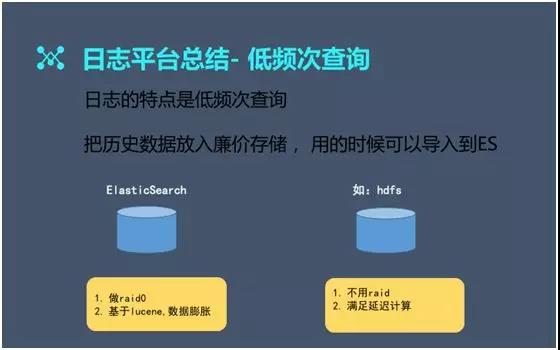 日志平台总结- 低频次查询
日志的特点是低频次查询
把历史数据放入廉价存储 ，用的时候可以导入到ES
ElasticSearch
如：hdfs
1. 做raid0
2. 基于lucene,数据膨胀
1. 不用raid
2. 满足延迟计算